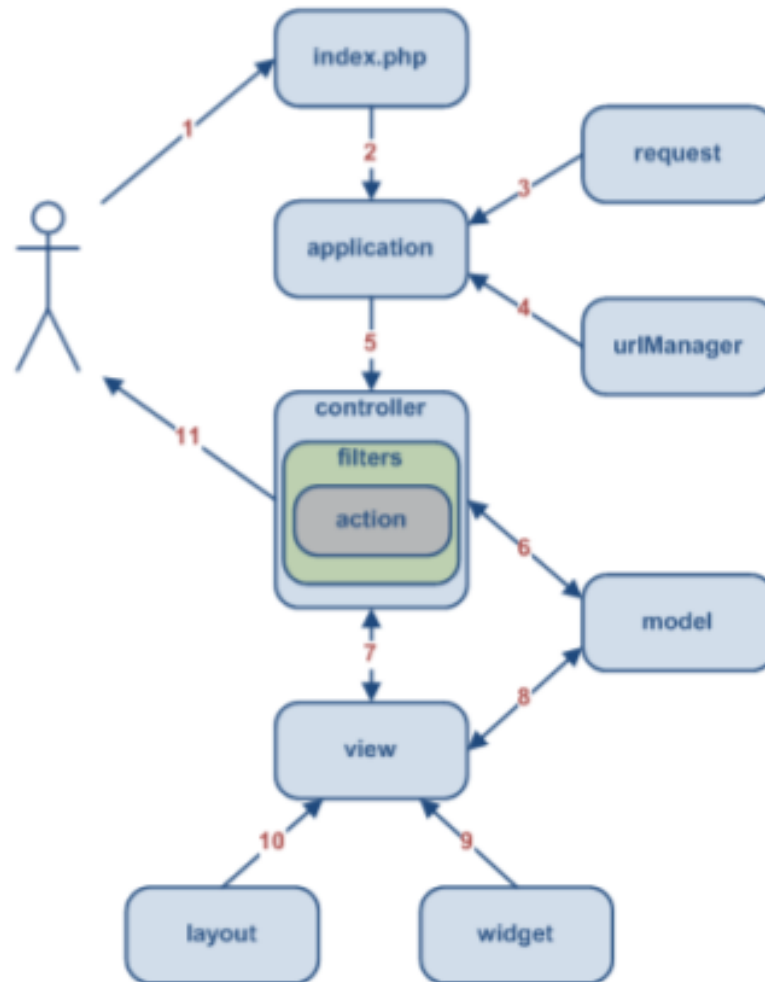 index.php
1
2
request
3
application
4
urlManager
5
controller
filters
action
11
6
model
7
8
view
10
9
layout
widget